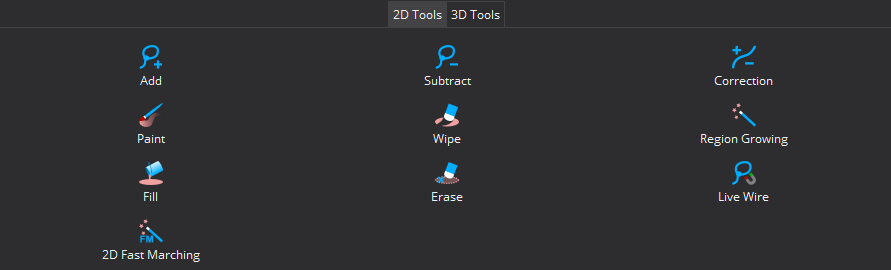 2D Tools 3D Tools
Add Subtract Correction
Paint Wipe Region Growing
Fill Erase Live Wire
FM
2D Fast Marching